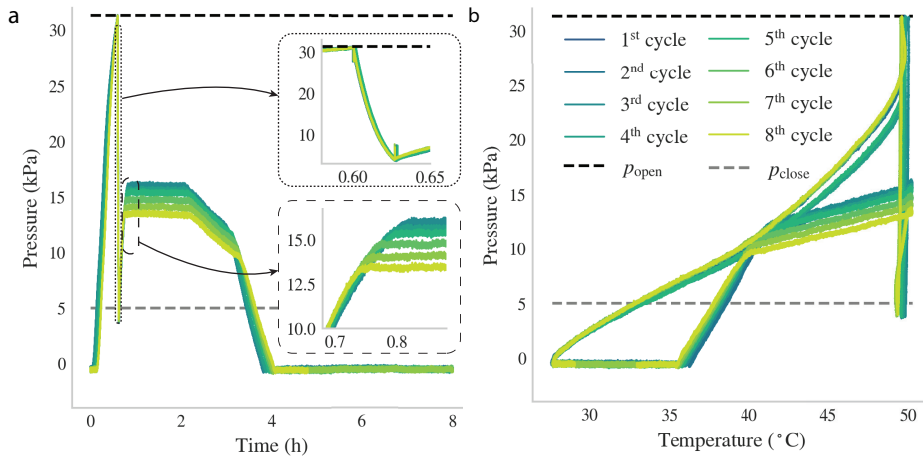 a
Pressure (kPa)
30
25
20
15
10
5
0
0
2
4
6
8
Time (h)
30
20
10
0.60
0.65
15.0
12.5
10.0
0.7
0.8
b
Pressure (kPa)
30
25
20
15
10
5
0
30
35
40
45
50
Temperature (°C)
1st cycle
2nd cycle
3rd cycle
4th cycle
popen
5th cycle
6th cycle
7th cycle
8th cycle
pclose